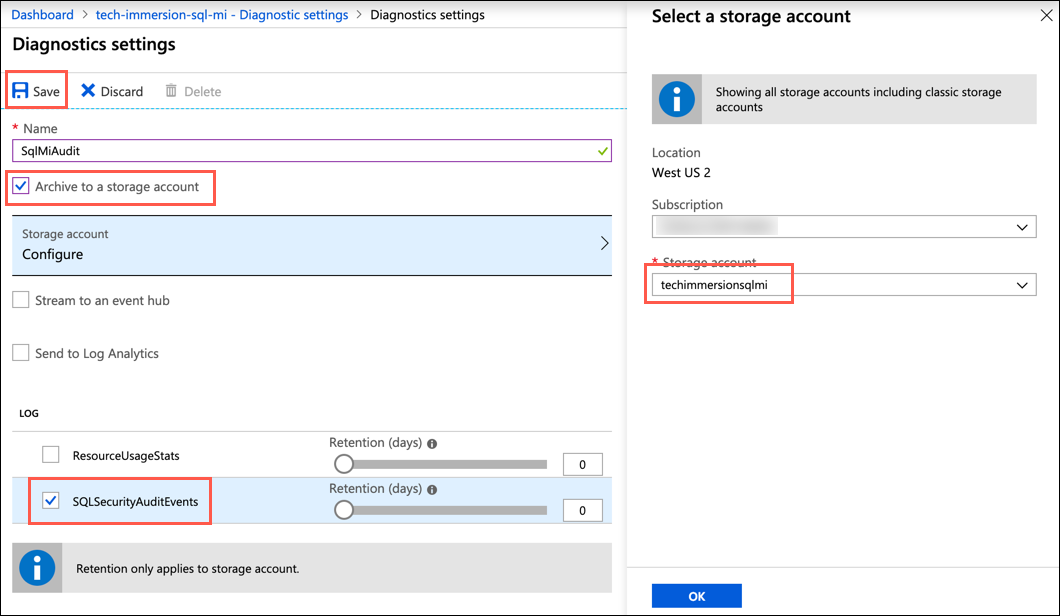 Dashboard > tech-immersion-sql-mi - Diagnostic settings > Diagnostics settings
Diagnostics settings
Save Discard Delete
* Name
SqlMiAudit
Archive to a storage account
Storage account
Configure
Stream to an event hub
Send to Log Analytics
LOG
ResourceUsageStats
Retention (days)
0
SQLSecurityAuditEvents
Retention (days)
0
Retention only applies to storage account.
Select a storage account
Showing all storage accounts including classic storage
accounts
Location
West US 2
Subscription
* Storage account
techimmersionsqlmi
OK